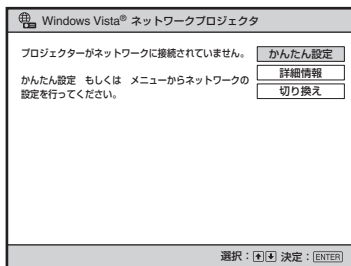 Windows Vista® ネットワークプロジェクタ
プロジェクターがネットワークに接続されていません。
かんたん設定 もしくは メニューからネットワークの
設定を行ってください。
かんたん設定
詳細情報
切り換え
選択：↑↓ 決定：ENTER